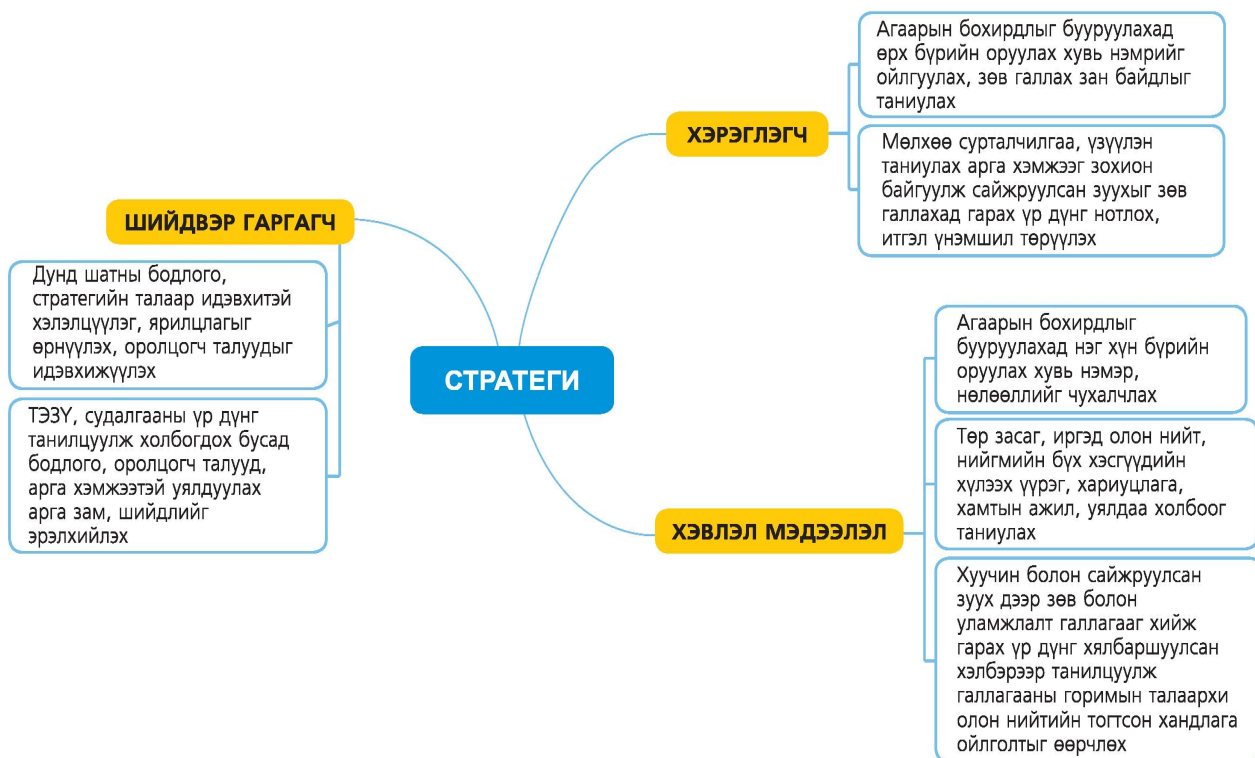 ШИЙДВЭР ГАРГАГЧ
Дунд шатны бодлого,
стратегийн талаар идэвхитэй
хэлэлцүүлэг, ярилцлагыг
өрнүүлэх, оролцогч талуудыг
идэвхижүүлэх
ТЭЗҮ, судалгааны үр дүнг
танилцуулж холбогдох бусад
бодлого, оролцогч талууд,
арга хэмжээтэй уялдуулах
арга зам, шийдлийг
эрэлхийлэх
СТРАТЕГИ
ХЭРЭГЛЭГЧ
Агаарын бохирдлыг бууруулахад
өрх бүрийн оруулах хувь нэмрийг
ойлгуулах, зөв галлах зан байдлыг
таниулах
Мөлхөө сурталчилгаа, үзүүлэн
таниулах арга хэмжээг зохион
байгуулж сайжруулсан зуухыг зөв
галлахад гарах үр дүнг нотлох,
итгэл үнэмшил төрүүлэх
ХЭВЛЭЛ МЭДЭЭЛЭЛ
Агаарын бохирдлыг
бууруулахад нэг хүн бүрийн
оруулах хувь нэмэр,
нөлөөллийг чухалчлах
Төр засаг, иргэд олон нийт,
нийгмийн бүх хэсгүүдийн
хүлээх үүрэг, хариуцлага,
хамтын ажил, уялдаа холбоог
таниулах
Хуучин болон сайжруулсан
зуух дээр зөв болон
уламжлалт галлагааг хийж
гарах үр дүнг хялбаршуулсан
хэлбэрээр танилцуулж
галлагааны горимын талаархи
олон нийтийн тогтсон хандлага
ойлголтыг өөрчлөх